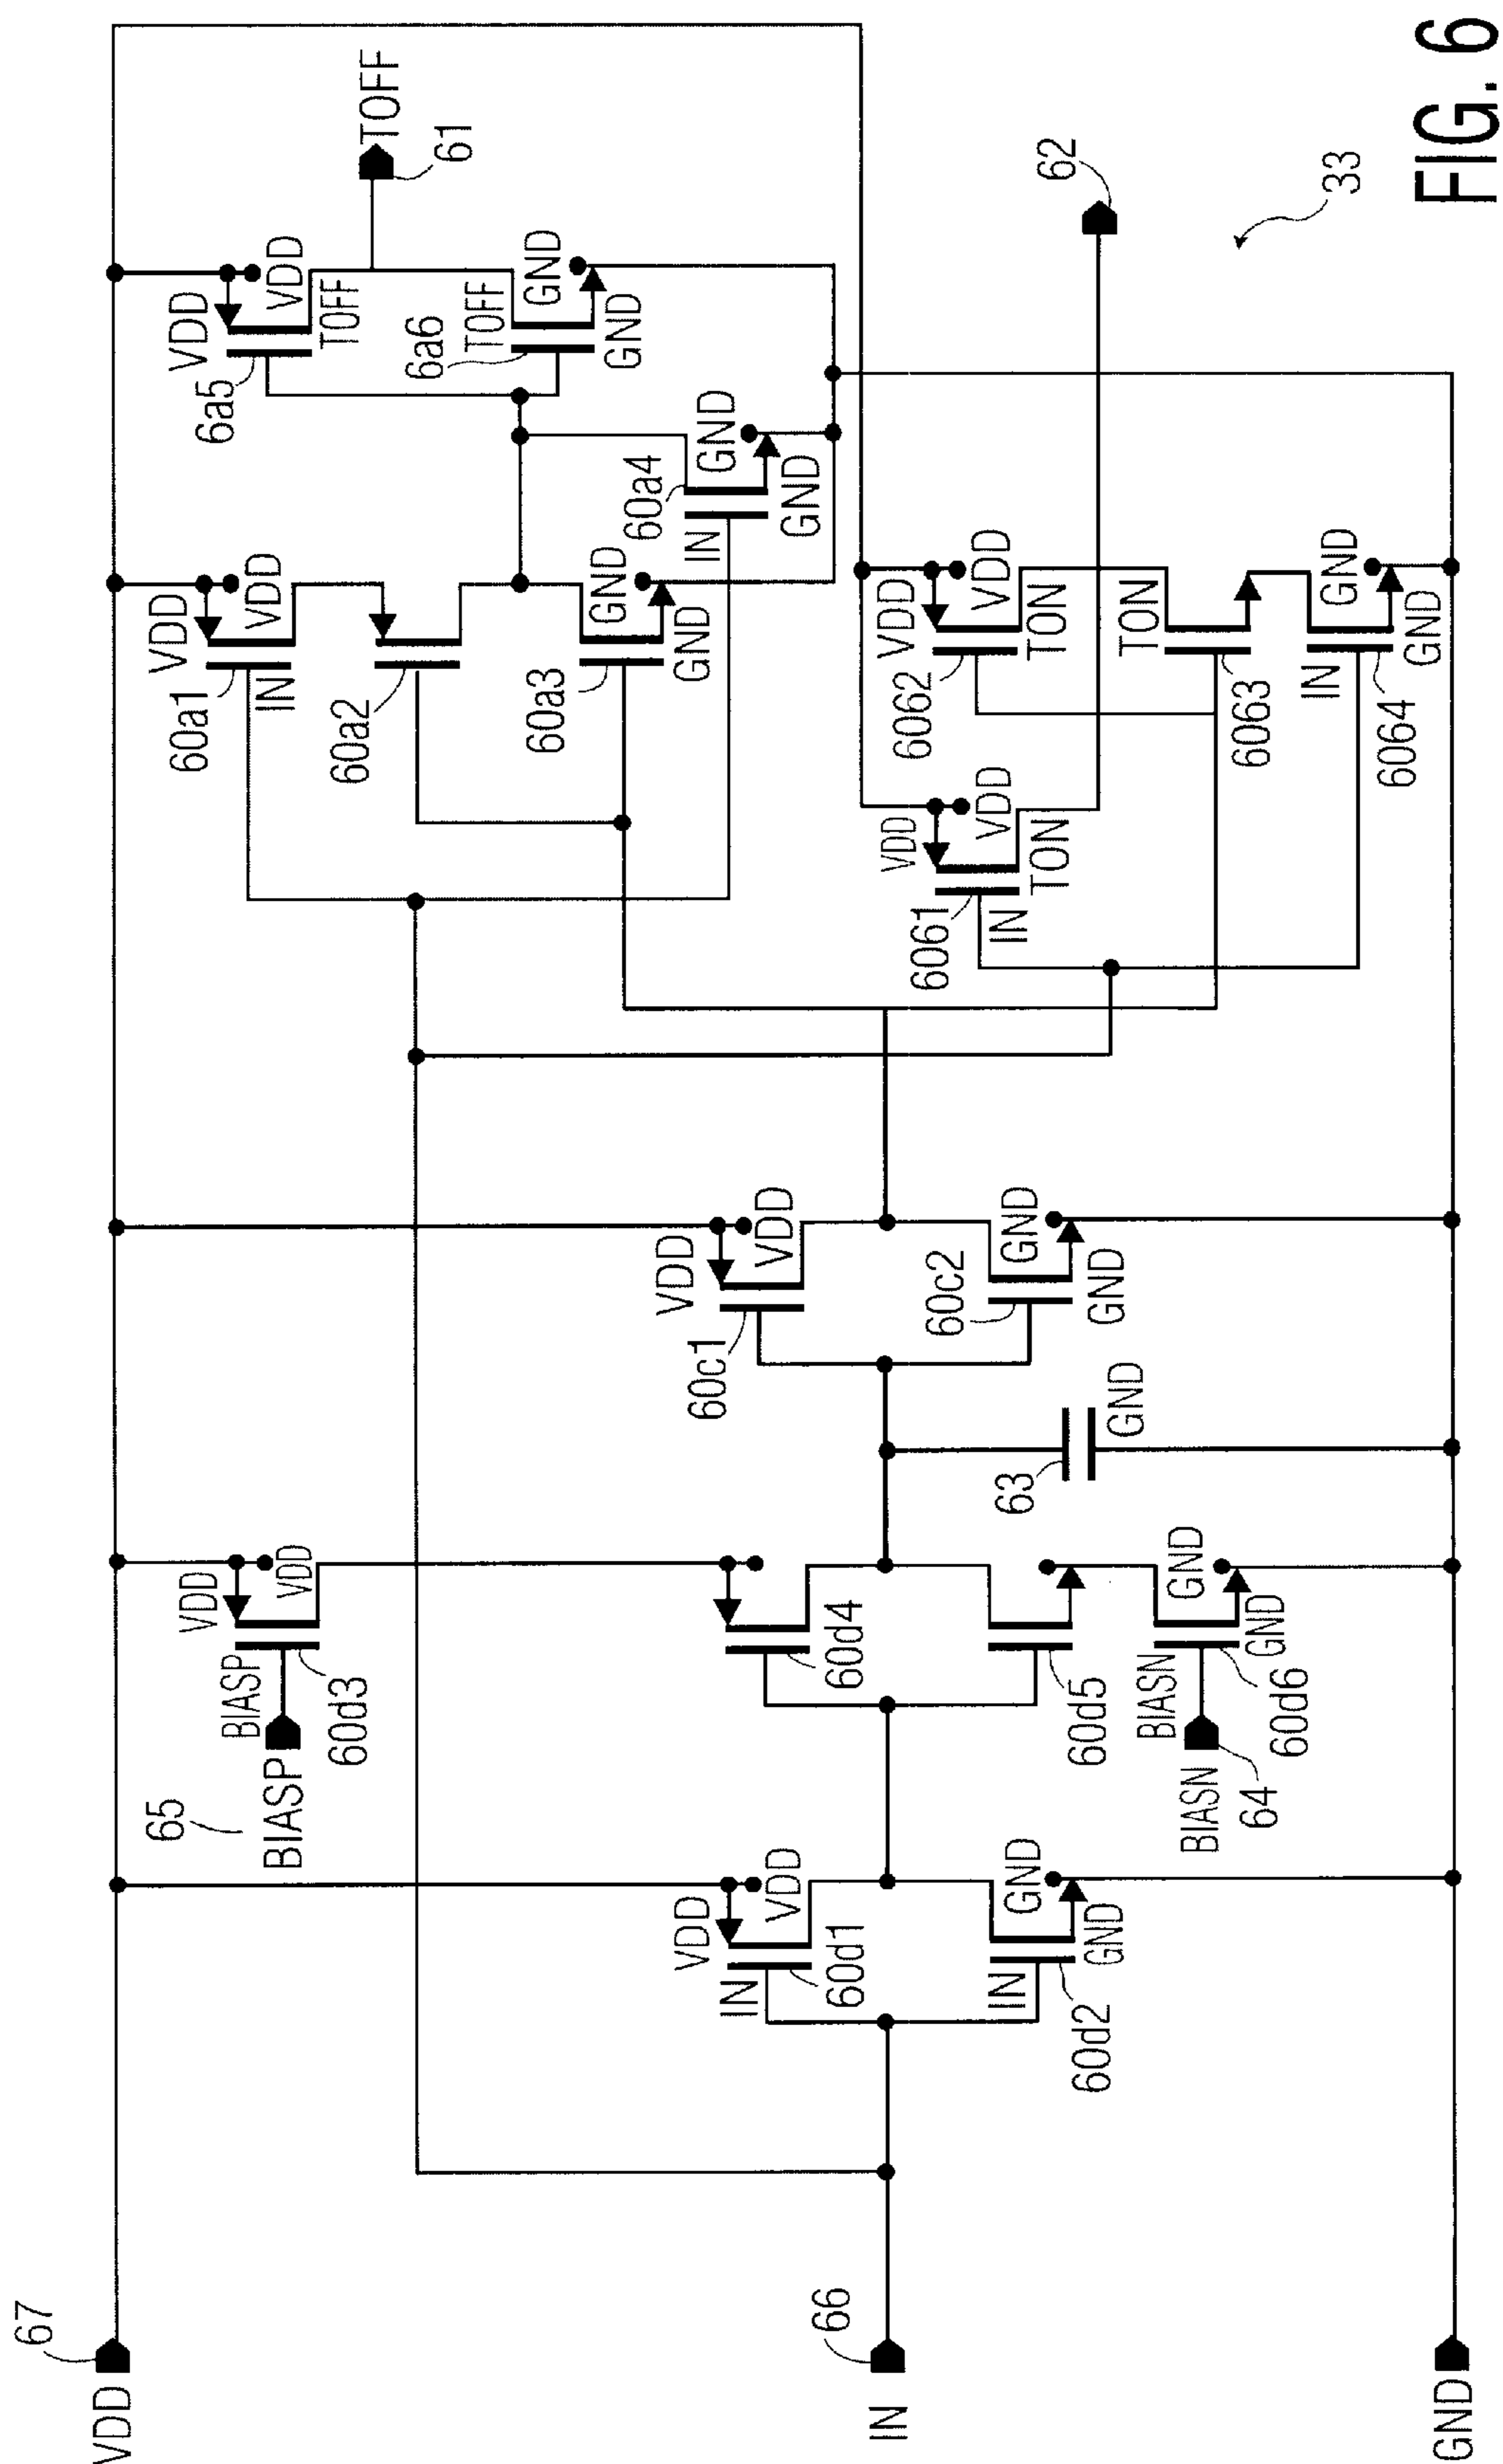 67
VDD
66
IN
GND
VDD
VDD
IN
60d1
IN
GND
GND
60d2
65
BIASP
BIASP
VDD
VDD
60d3
60d4
60d5
BIASN
BIASN
64
GND
GND
60d6
63
GND
VDD
VDD
60c1
60c2
GND
GND
VDD
VDD
60a1
IN
60a2
60a3
GND
GND
60a4
IN
GND
GND
VDD
VDD
6a5
TOFF
TOFF
6a6
GND
GND
TOFF
61
VDD
VDD
6061
IN
TON
VDD
VDD
6062
TON
TON
6063
IN
GND
GND
6064
62
33
FIG. 6